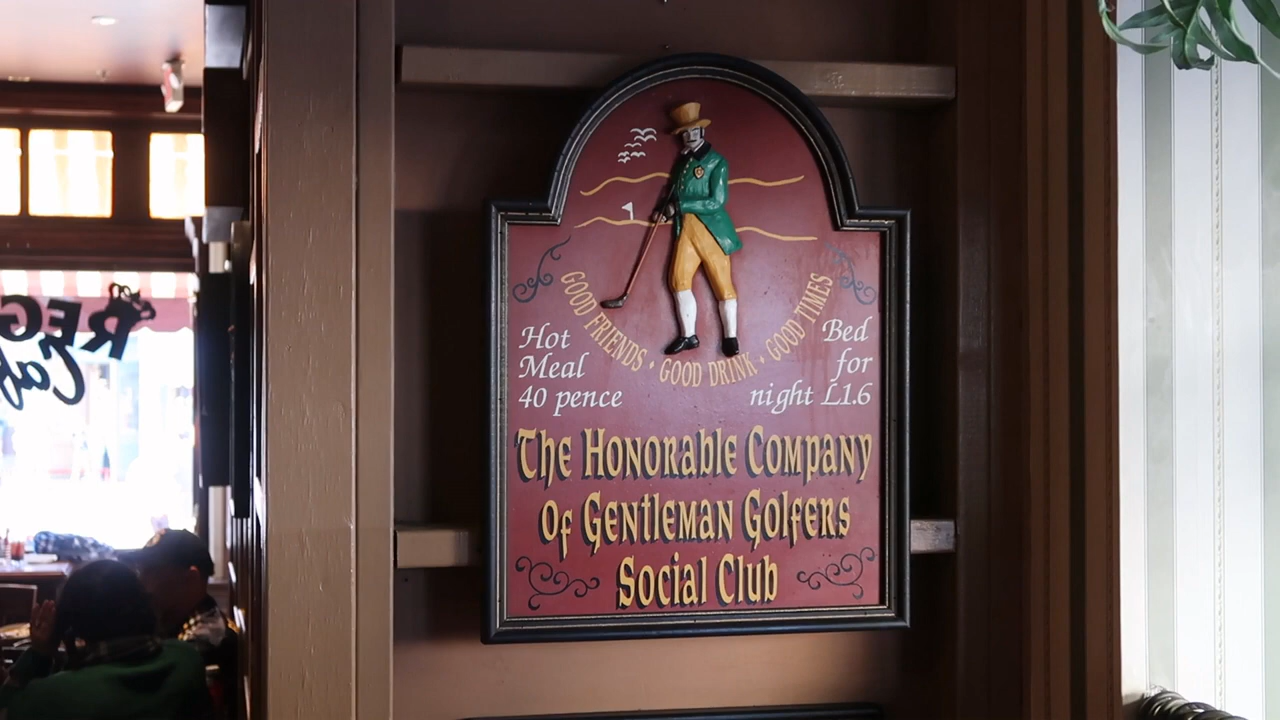 GOOD FRIENDS • GOOD DRINK • GOOD TIMES
Hot
Meal
40 pence
Bed
for
night £1.6
The Honorable Company
Of Gentleman Golfers
Social Club